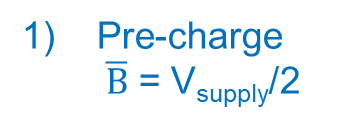 1) Pre-charge
B̅ = Vsupply/2